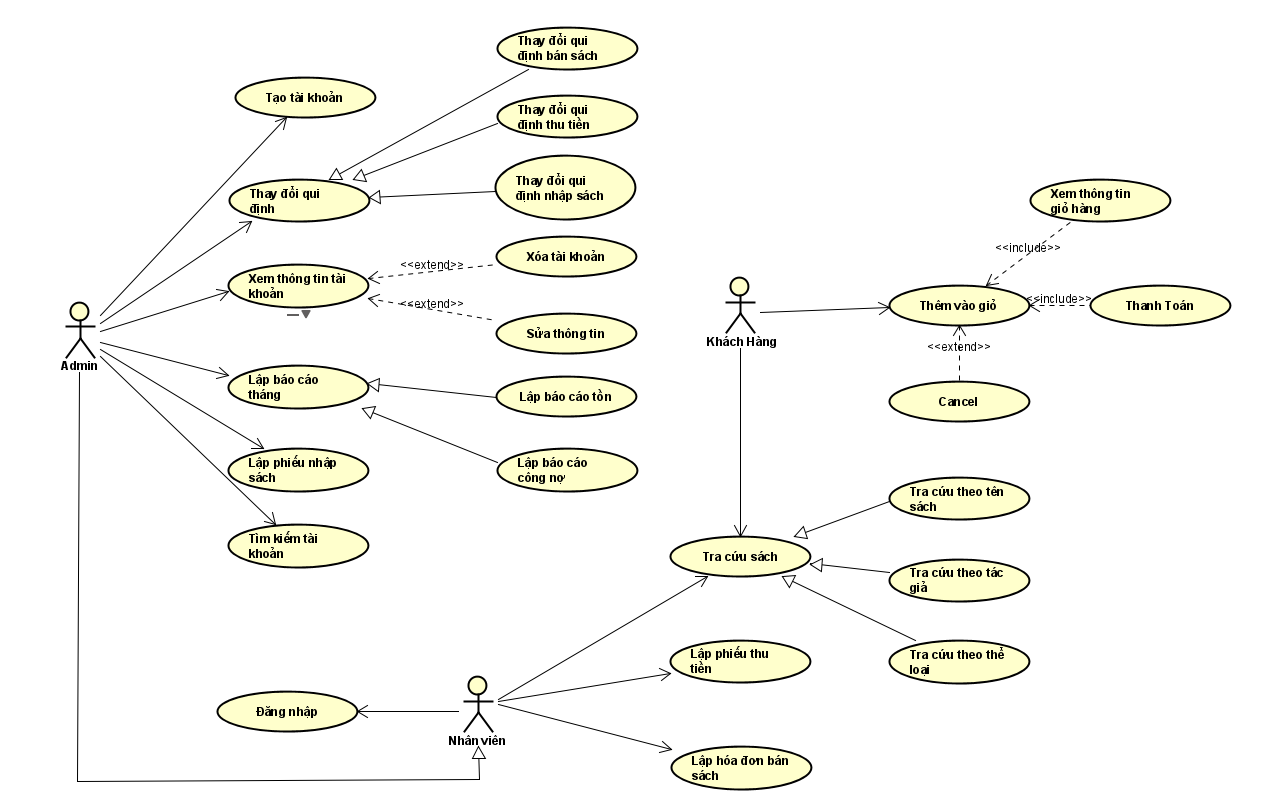 Thay đổi qui
định bán sách
Tạo tài khoản
Thay đổi qui
định thu tiền
Thay đổi qui
định
Thay đổi qui
định nhập sách
Xem thông tin
giỏ hàng
<<include>>
Xem thông tin tài
khoản
<<extend>>
Xóa tài khoản
<<extend>>
Sửa thông tin
Admin
Khách Hàng
Thêm vào giỏ
<<include>>
Thanh Toán
<<extend>>
Cancel
Lập báo cáo
tháng
Lập báo cáo tồn
Lập phiếu nhập
sách
Lập báo cáo
công nợ
Tìm kiếm tài
khoản
Tra cứu sách
Tra cứu theo tên
sách
Tra cứu theo tác
giả
Tra cứu theo thể
loại
Lập phiếu thu
tiền
Đăng nhập
Nhân viên
Lập hóa đơn bán
sách